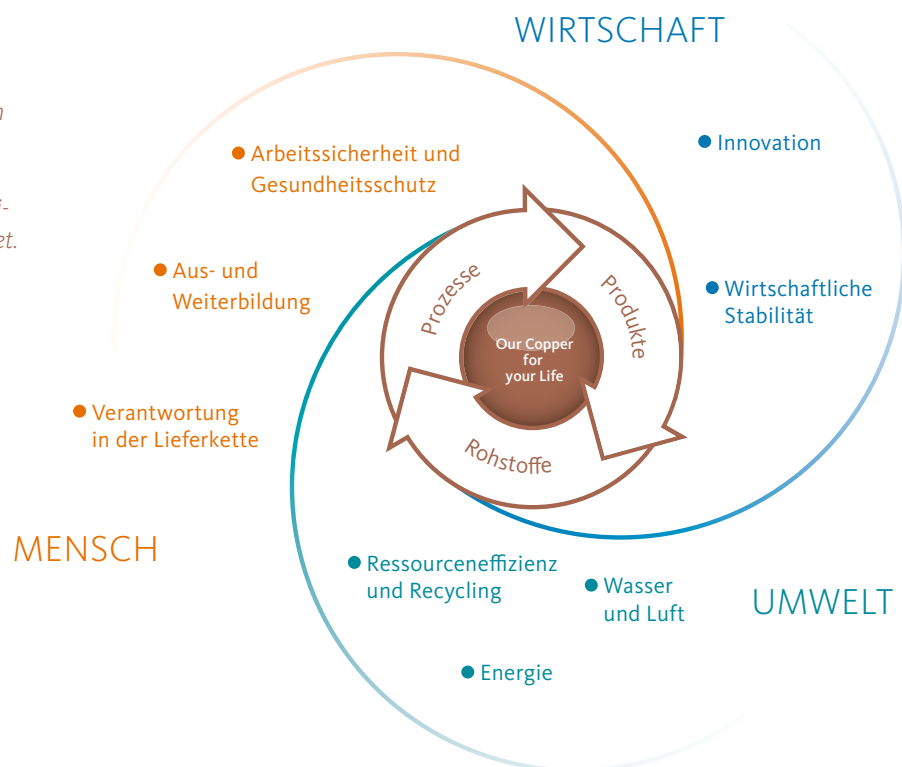 WIRTSCHAFT
Arbeitssicherheit und
Gesundheitsschutz
Innovation
Aus- und
Weiterbildung
Wirtschaftliche
Stabilität
Verantwortung
in der Lieferkette
Prozesse
Produkte
Rohstoffe
Our Copper
for
your Life
MENSCH
Ressourceneffizienz
und Recycling
Wasser
und Luft
UMWELT
Energie